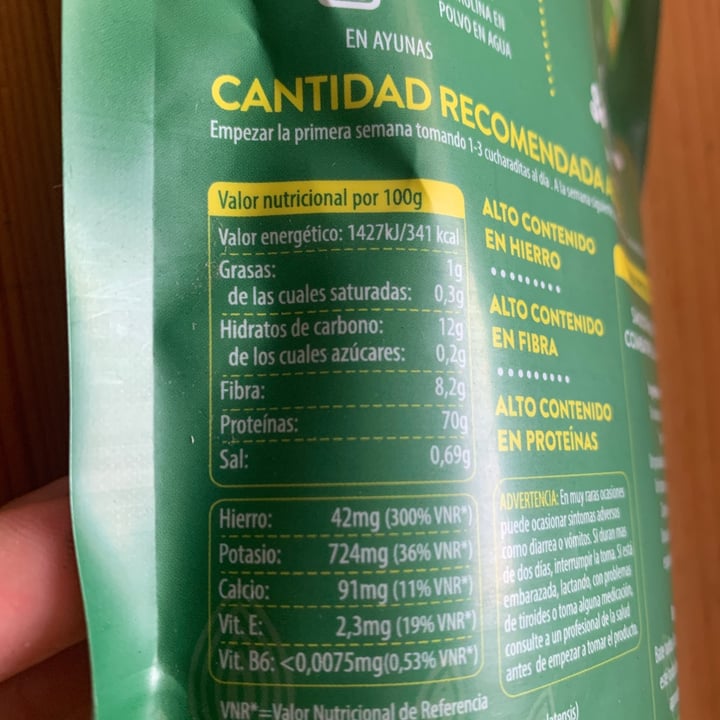 EN
POLVO EN AGUA
EN AYUNAS
CANTIDAD RECOMENDADA
Empezar la primera semana tomando 1-3 cucharaditas al día. A la semana
Valor nutricional por 100g
Valor energético: 1427kJ/341 kcal
Grasas: 1g
de las cuales saturadas: 0,3g
Hidratos de carbono: 12g
de los cuales azúcares: 0,2g
Fibra: 8,2g
Proteínas: 70g
Sal: 0,69g
Hierro: 42mg (300% VNR*)
Potasio: 724mg (36% VNR*)
Calcio: 91mg (11% VNR*)
Vit. E: 2,3mg (19% VNR*)
Vit. B6: <0,0075mg(0,53% VNR*)
VNR*=Valor Nutricional de Referencia
ALTO CONTENIDO
EN HIERRO
ALTO CONTENIDO
EN FIBRA
ALTO CONTENIDO
EN PROTEÍNAS
ADVERTENCIA: En muy raras ocasiones
puede ocasionar síntomas adversos
como diarrea o vómitos. Si duran mas
de dos días, interrumpir la toma. Si está
embarazada, lactando, con problemas
de tiroides o toma alguna medicación,
consulte a un profesional de la salud
antes de empezar a tomar el producto.